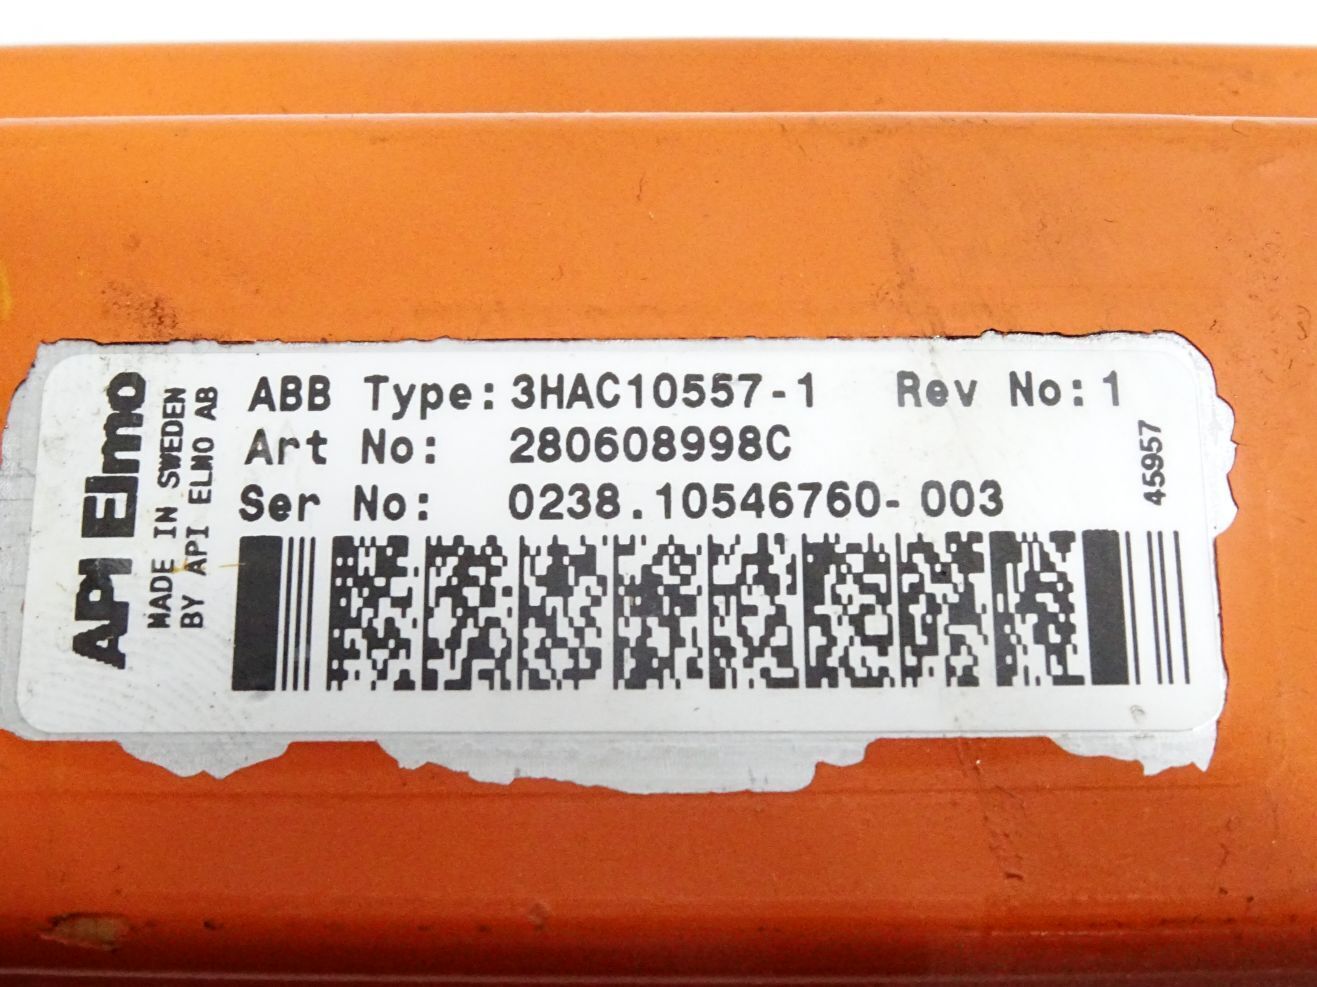 API Elmo
MADE IN SWEDEN
BY API ELMO AB
ABB Type: 3HAC10557-1 Rev No: 1
Art No: 280608998C
Ser No: 0238.10546760-003
45957